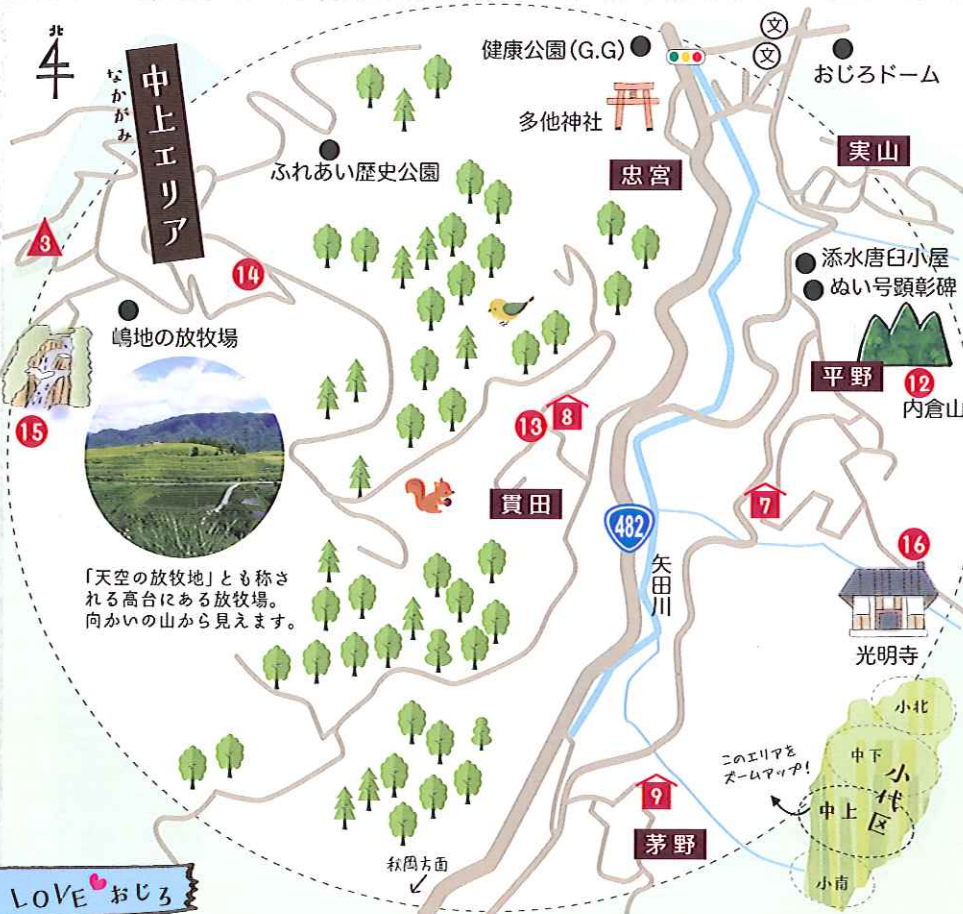 北
中上エリア
なかがみ
健康公園(G.G)
文
文
おじろドーム
多他神社
実山
忠宮
ふれあい歴史公園
3
14
添水唐臼小屋
ぬい号顕彰碑
嶋地の放牧場
平野
12
内倉山
15
13
8
貫田
7
482
16
矢田川
「天空の放牧地」とも称さ
れる高台にある放牧場。
向かいの山から見えます。
光明寺
小北
このエリアを
ズームアップ!
中下
小代区
中上
小南
9
茅野
秋岡方面
LOVE おじろ